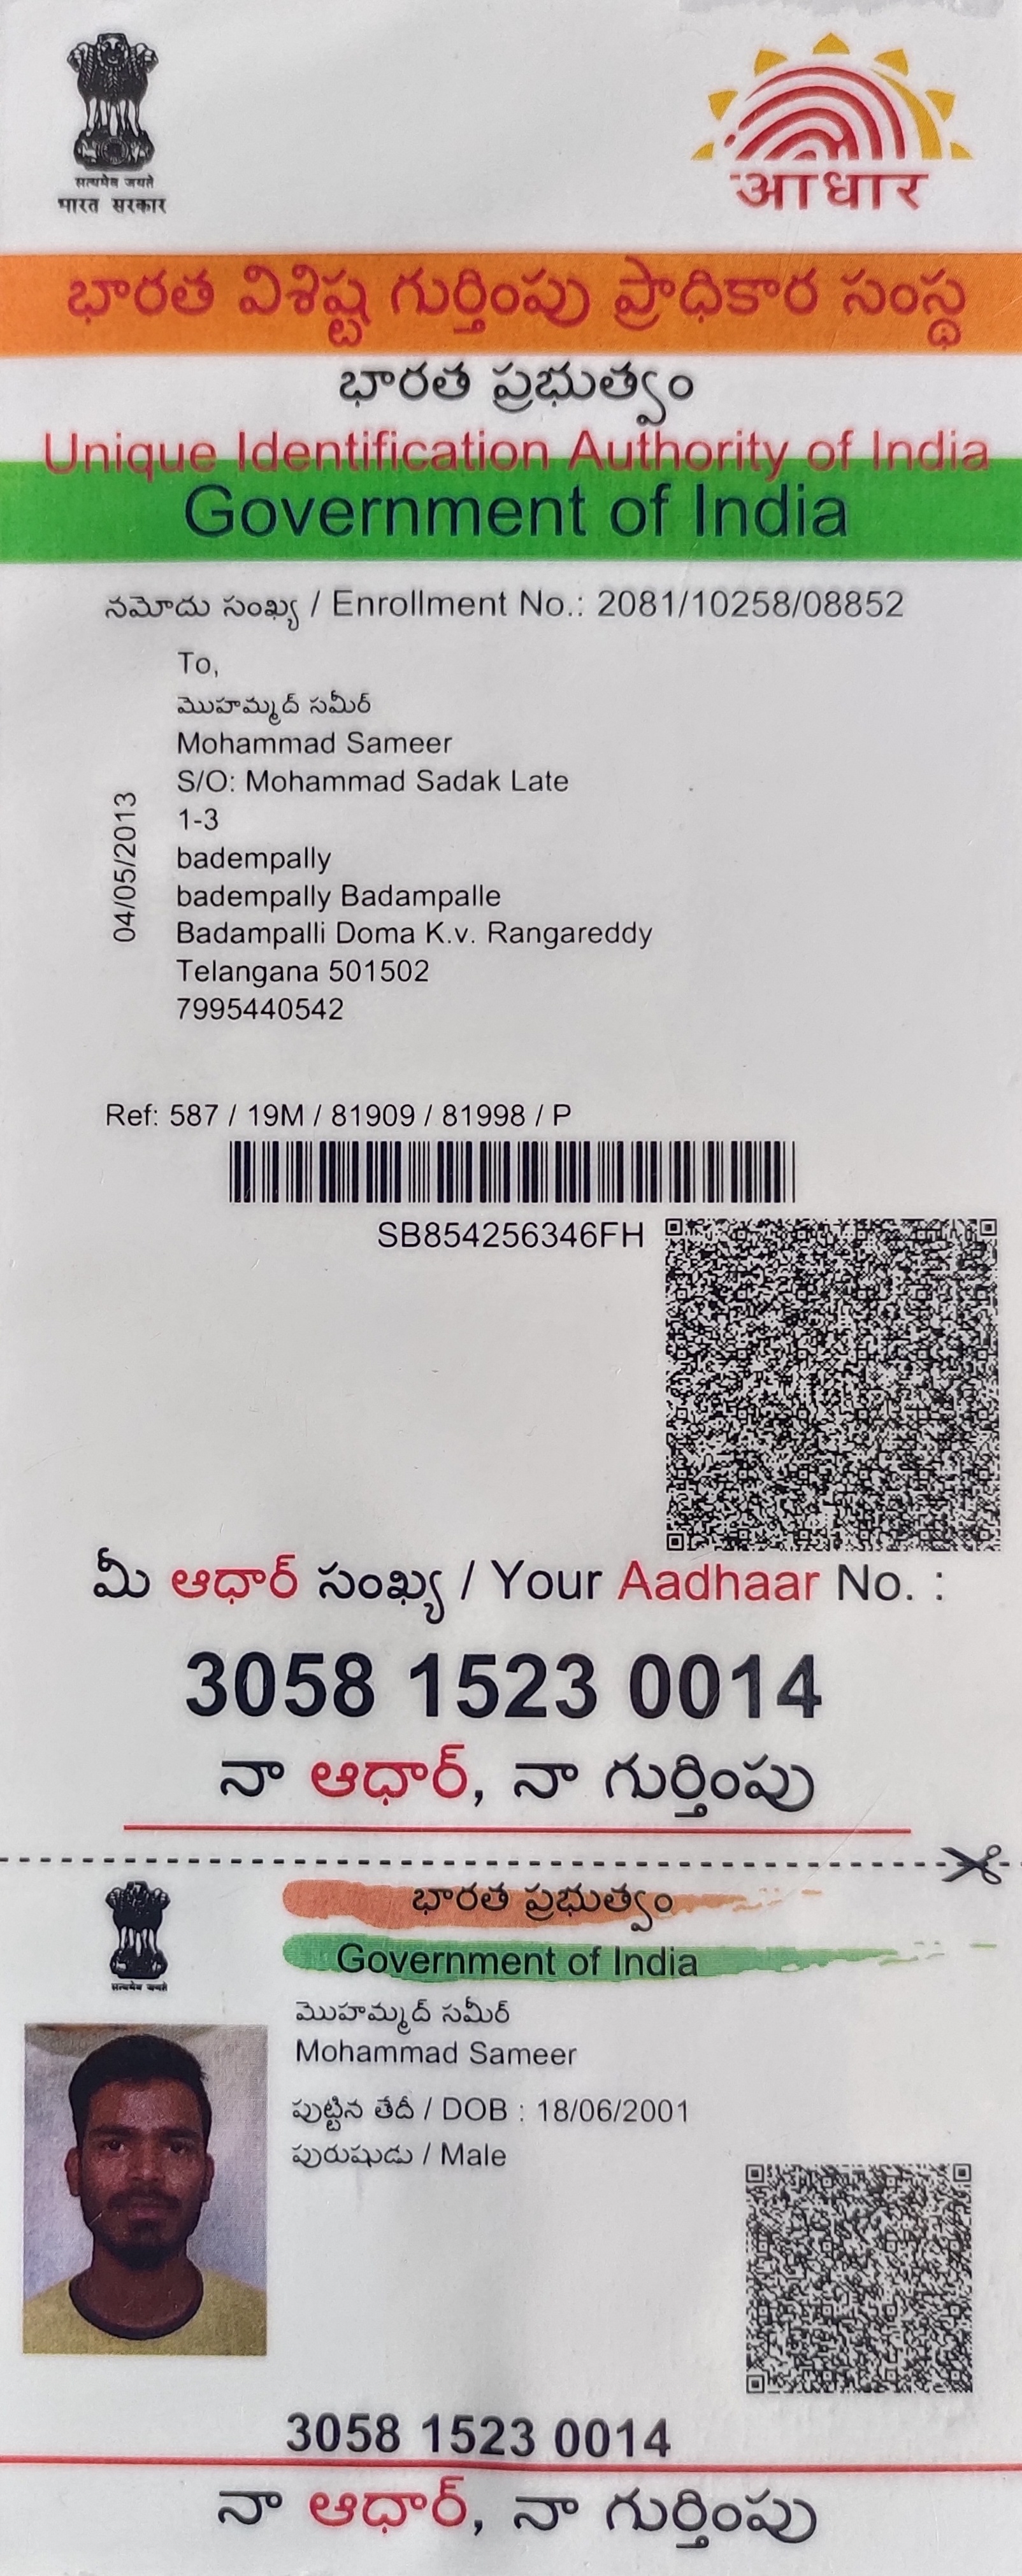 सत्यमेव जयते
भारत सरकार
आधार
భారత విశిష్ట గుర్తింపు ప్రాధికార సంస్థ
భారత ప్రభుత్వం
Unique Identification Authority of India
Government of India
నమోదు సంఖ్య / Enrollment No.: 2081/10258/08852
To,
మొహమ్మద్ సమీర్
Mohammad Sameer
S/O: Mohammad Sadak Late
1-3
badempally
badempally Badampalle
Badampalli Doma K.v. Rangareddy
Telangana 501502
7995440542
04/05/2013
Ref: 587 / 19M / 81909 / 81998 / P
SB854256346FH
మీ ఆధార్ సంఖ్య / Your Aadhaar No. :
3058 1523 0014
నా ఆధార్, నా గుర్తింపు
భారత ప్రభుత్వం
Government of India
सत्यमेव जयते
మొహమ్మద్ సమీర్
Mohammad Sameer
పుట్టిన తేదీ / DOB : 18/06/2001
పురుషుడు / Male
3058 1523 0014
నా ఆధార్, నా గుర్తింపు